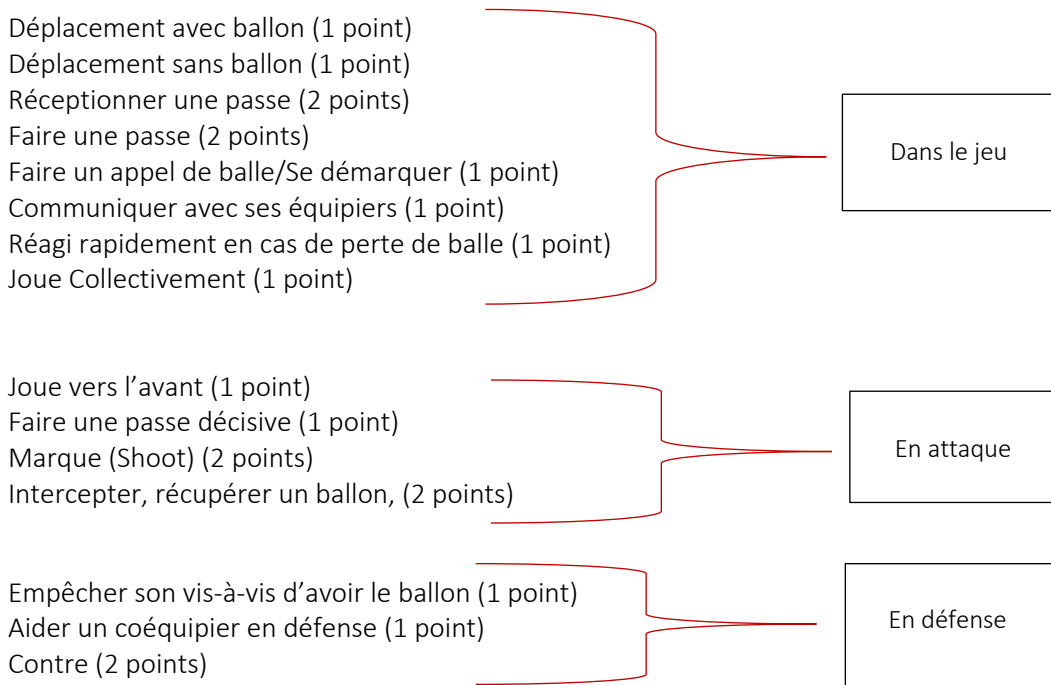 Déplacement avec ballon (1 point)
Déplacement sans ballon (1 point)
Réceptionner une passe (2 points)
Faire une passe (2 points)
Faire un appel de balle/Se démarquer (1 point)
Communiquer avec ses équipiers (1 point)
Réagi rapidement en cas de perte de balle (1 point)
Joue Collectivement (1 point)
Dans le jeu
Joue vers l’avant (1 point)
Faire une passe décisive (1 point)
Marque (Shoot) (2 points)
Intercepter, récupérer un ballon, (2 points)
En attaque
Empêcher son vis-à-vis d’avoir le ballon (1 point)
Aider un coéquipier en défense (1 point)
Contre (2 points)
En défense